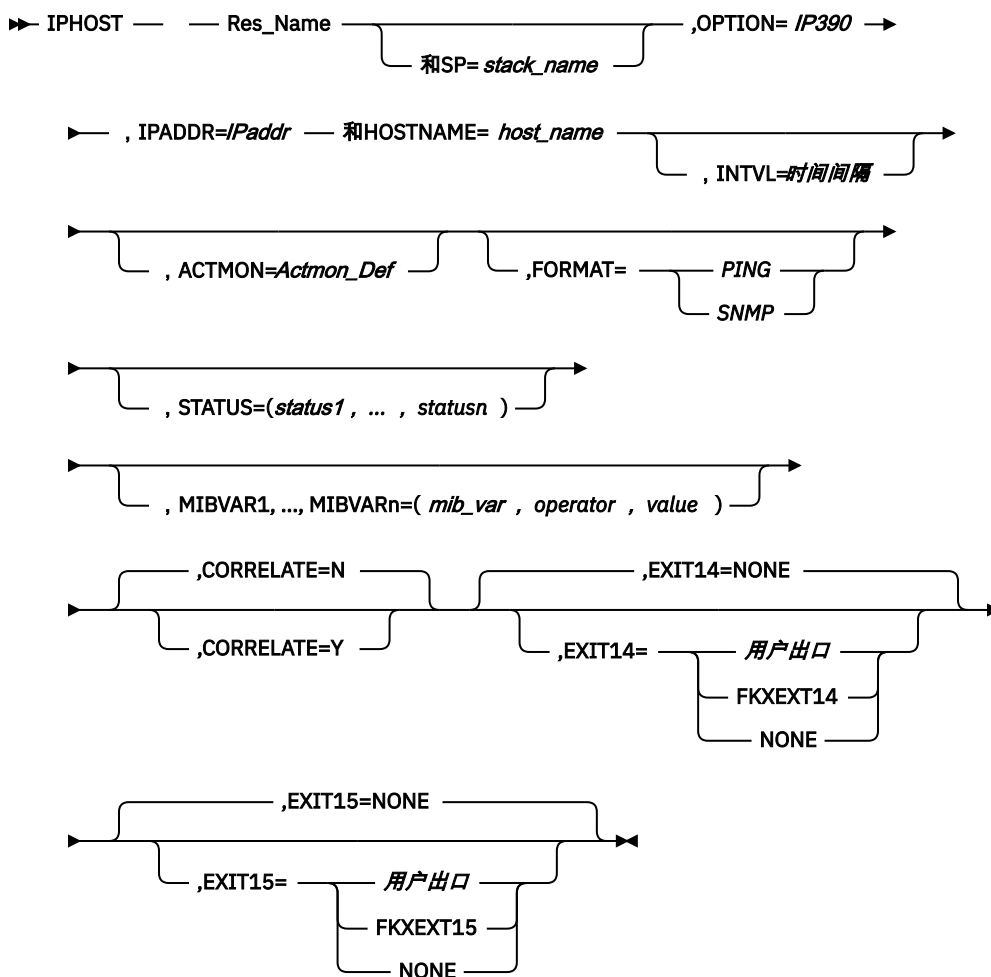 IPHOST Res_Name ,OPTION= IP390
和SP= stack_name
, IPADDR=IPaddr 和HOSTNAME= host_name
, INTVL=时间间隔
, ACTMON=Actmon_Def ,FORMAT= PING
SNMP
, STATUS=(status1 , ... , statusn )
, MIBVAR1, ..., MIBVARn=( mib_var , operator , value )
,CORRELATE=N ,EXIT14=NONE
,CORRELATE=Y ,EXIT14= 用户出口
FKXEXT14
NONE
,EXIT15=NONE
,EXIT15= 用户出口
FKXEXT15
NONE